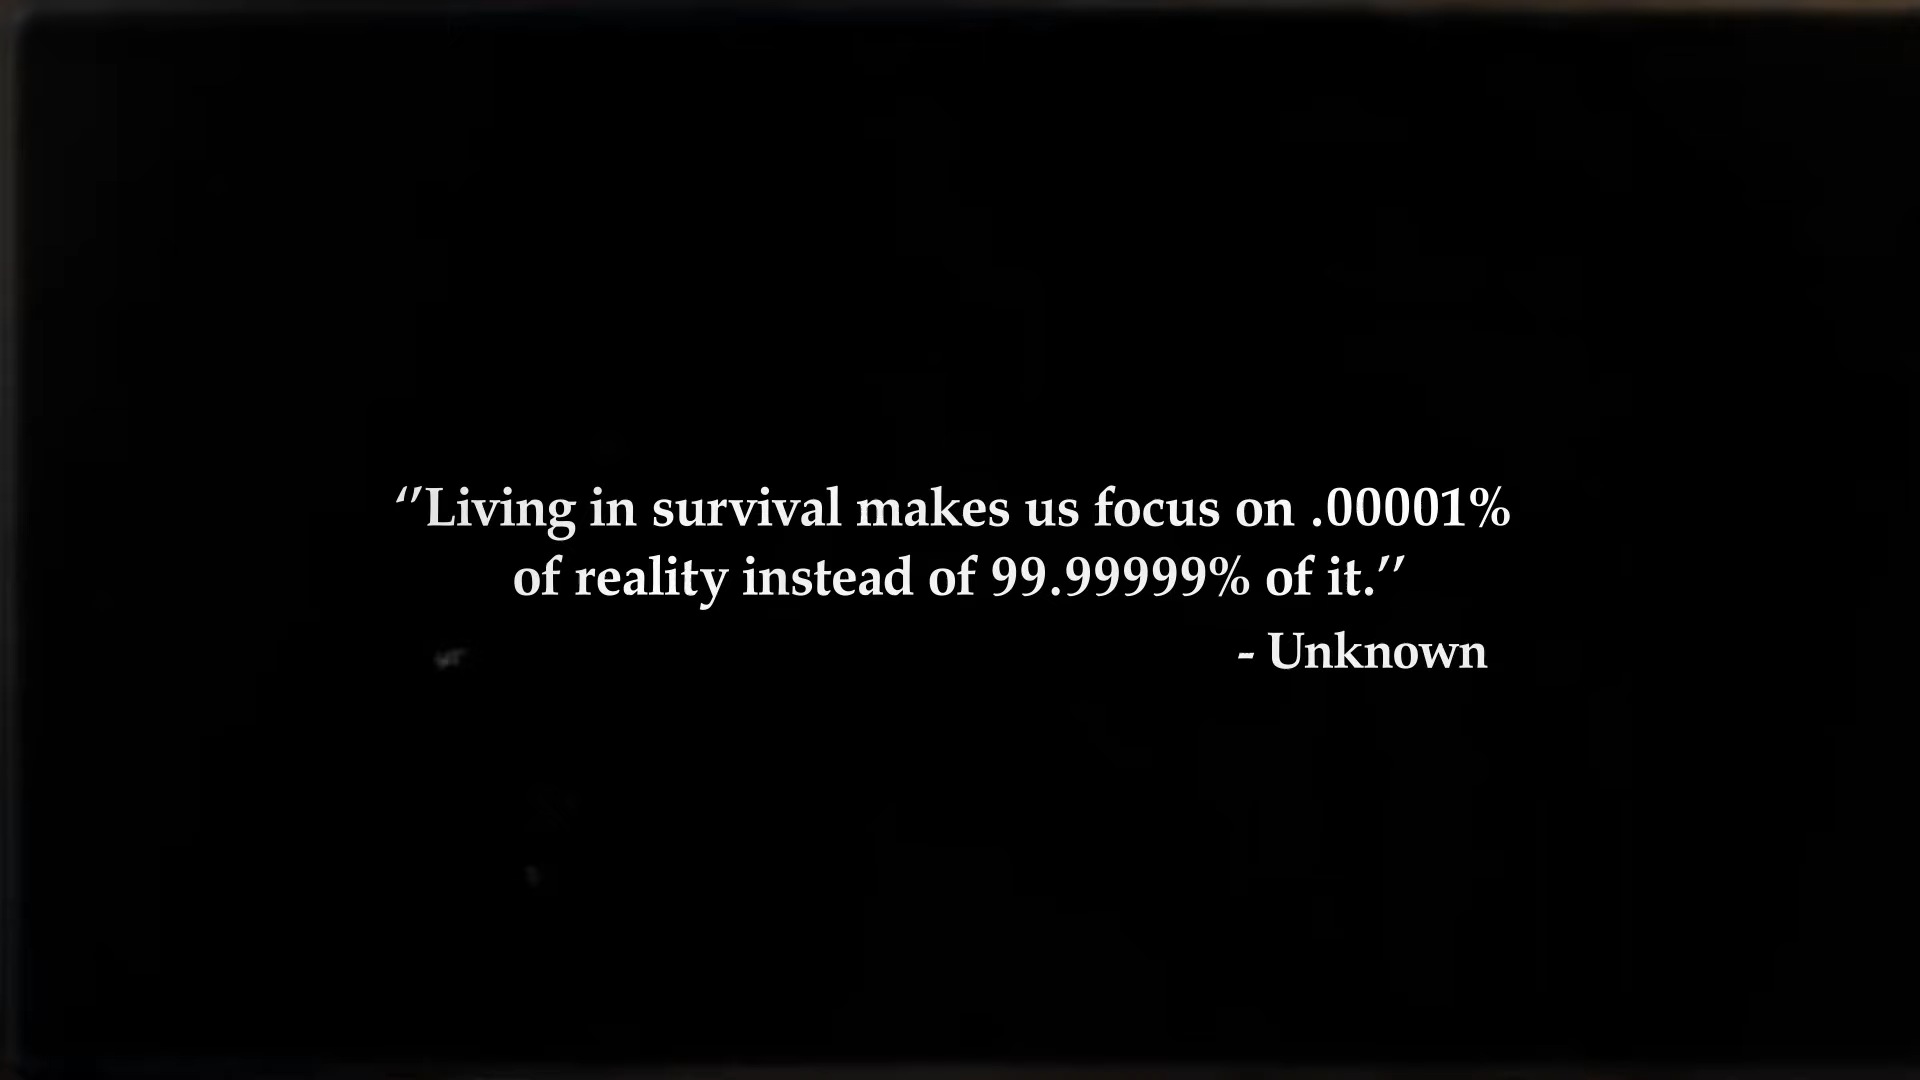 ‘’Living in survival makes us focus on .00001%
of reality instead of 99.99999% of it.’’
- Unknown